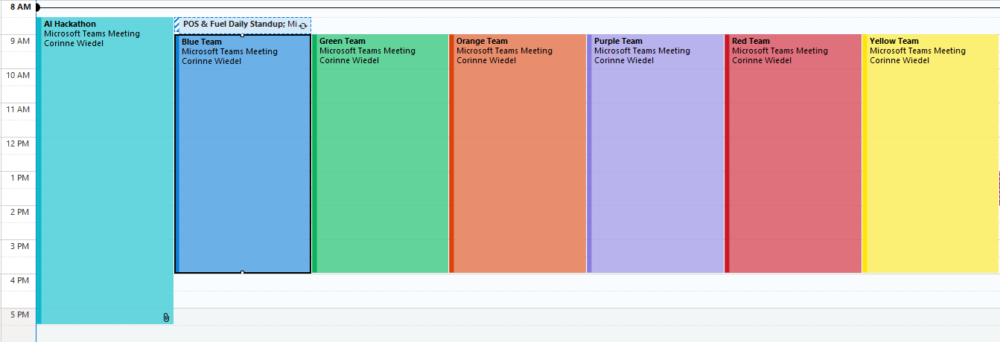 8 AM
AI Hackathon
Microsoft Teams Meeting
Corinne Wiedel
POS & Fuel Daily Standup; Mi
9 AM
Blue Team
Microsoft Teams Meeting
Corinne Wiedel
Green Team
Microsoft Teams Meeting
Corinne Wiedel
Orange Team
Microsoft Teams Meeting
Corinne Wiedel
Purple Team
Microsoft Teams Meeting
Corinne Wiedel
Red Team
Microsoft Teams Meeting
Corinne Wiedel
Yellow Team
Microsoft Teams Meeting
Corinne Wiedel
10 AM
11 AM
12 PM
1 PM
2 PM
3 PM
4 PM
5 PM